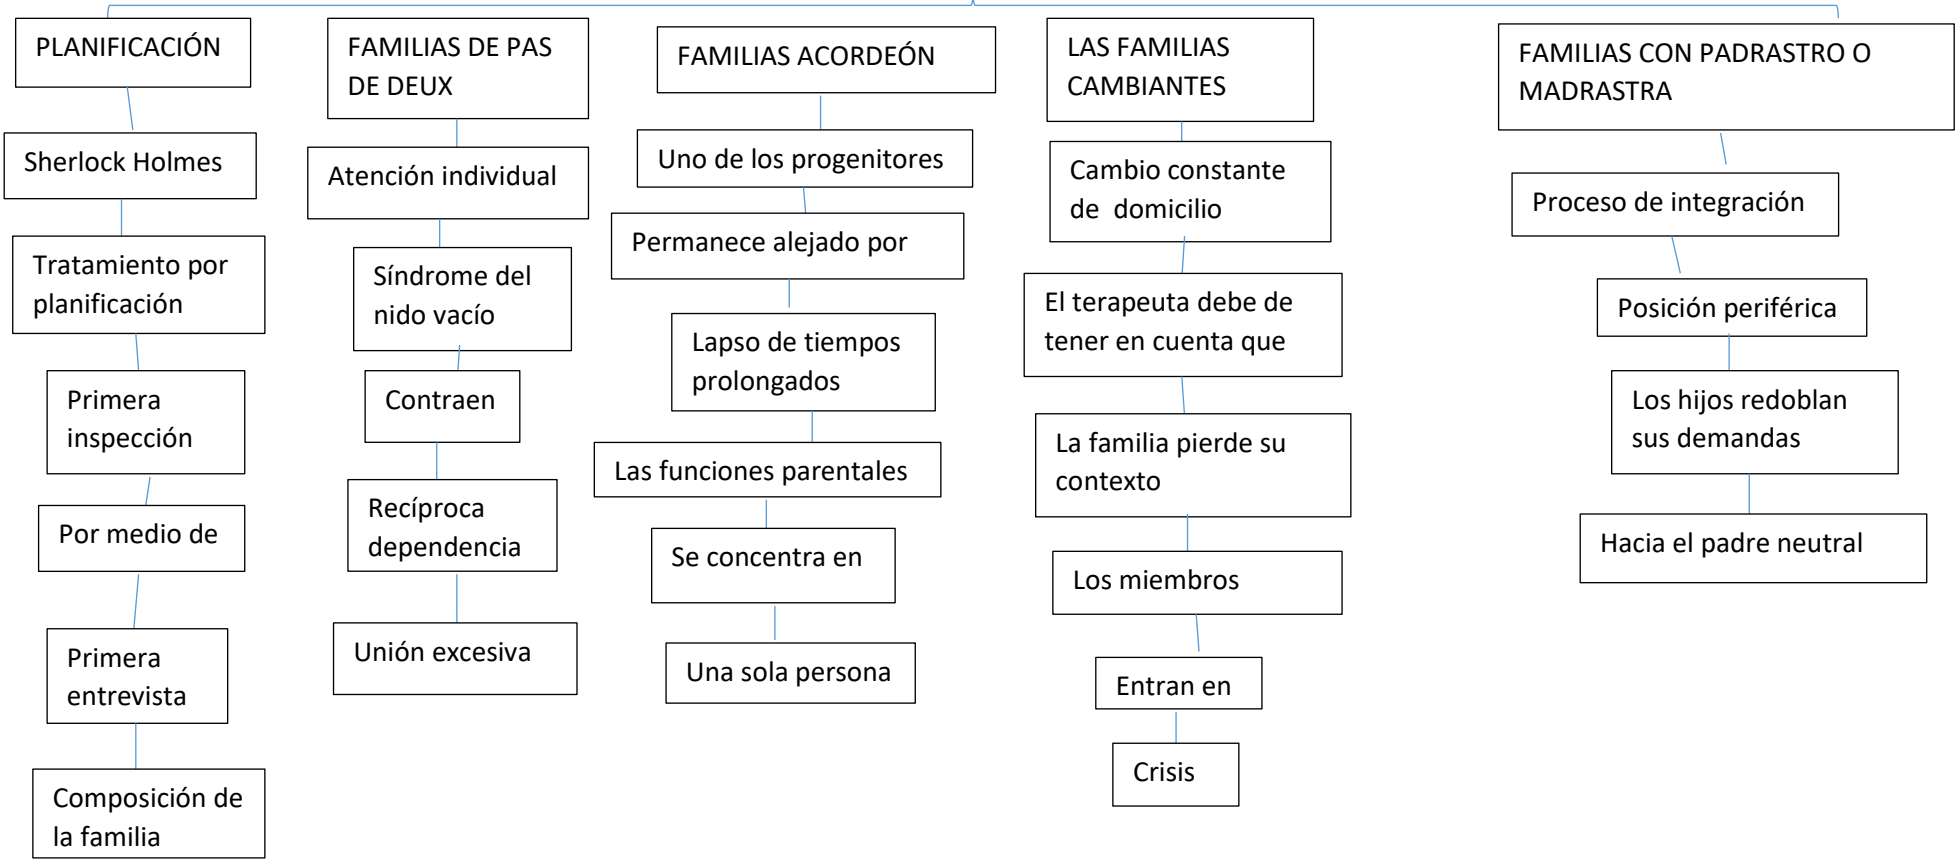 PLANIFICACIÓN
Sherlock Holmes
Tratamiento por
planificación
Primera
inspección
Por medio de
Primera
entrevista
Composición de
la familia
FAMILIAS DE PAS
DE DEUX
Atención individual
Síndrome del
nido vacío
Contraen
Recíproca
dependencia
Unión excesiva
FAMILIAS ACORDEÓN
Uno de los progenitores
Permanece alejado por
Lapso de tiempos
prolongados
Las funciones parentales
Se concentra en
Una sola persona
LAS FAMILIAS
CAMBIANTES
Cambio constante
de domicilio
El terapeuta debe de
tener en cuenta que
La familia pierde su
contexto
Los miembros
Entran en
Crisis
FAMILIAS CON PADRASTRO O
MADRASTRA
Proceso de integración
Posición periférica
Los hijos redoblan
sus demandas
Hacia el padre neutral